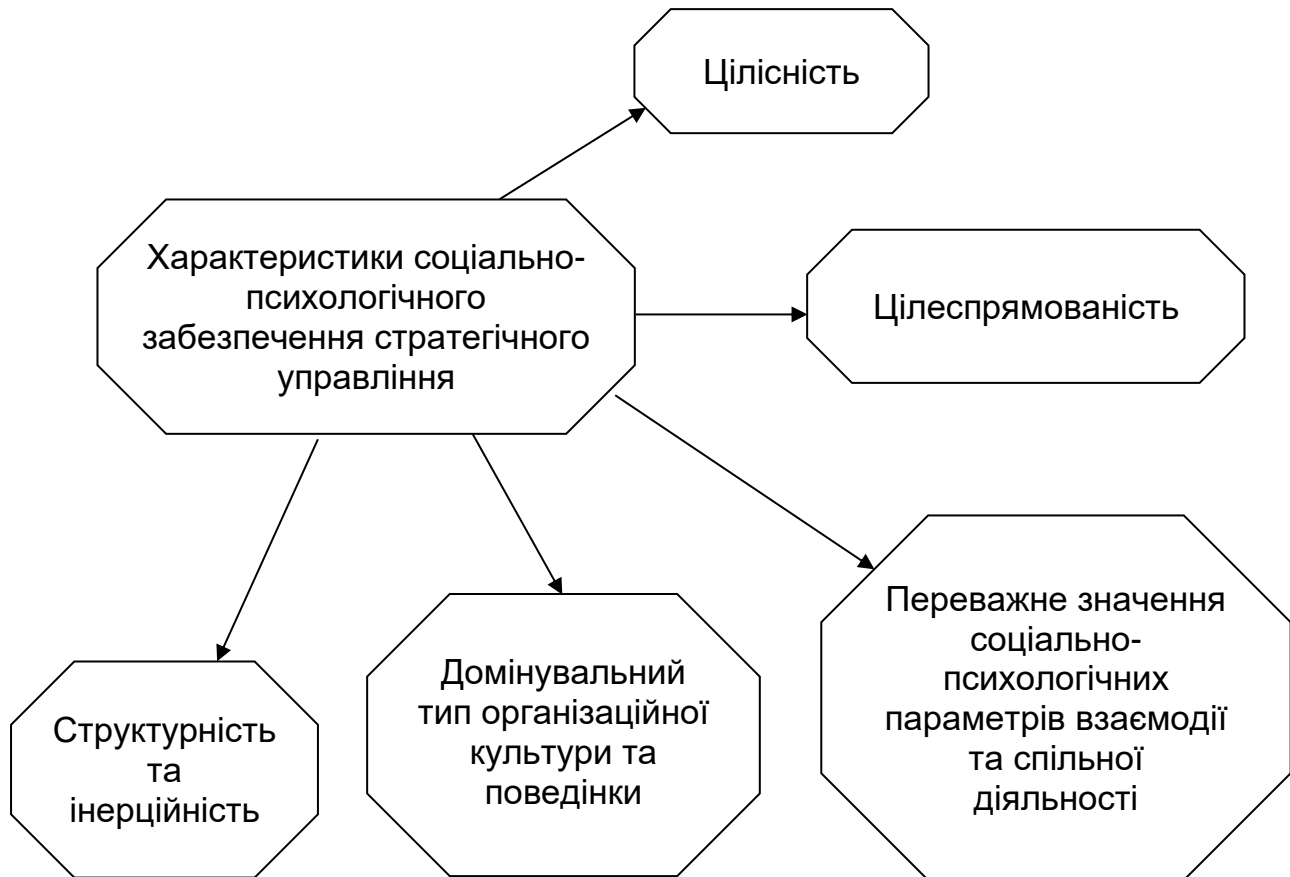 Цілісність
Характеристики соціально-
психологічного
забезпечення стратегічного
управління
Цілеспрямованість
Переважне значення
соціально-
психологічних
параметрів взаємодії
та спільної
діяльності
Домінувальний
тип організаційної
культури та
поведінки
Структурність
та
інерційність